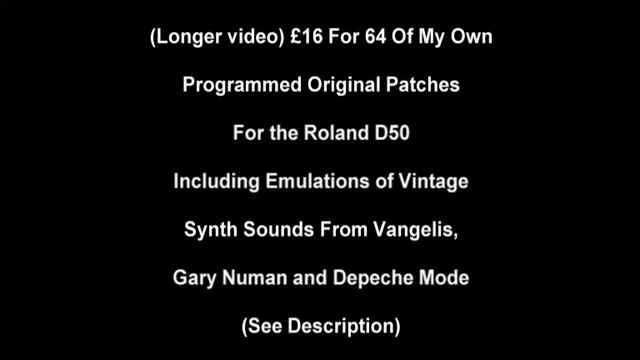 (Longer video) £16 For 64 Of My Own
Programmed Original Patches
For the Roland D50
Including Emulations of Vintage
Synth Sounds From Vangelis,
Gary Numan and Depeche Mode
(See Description)